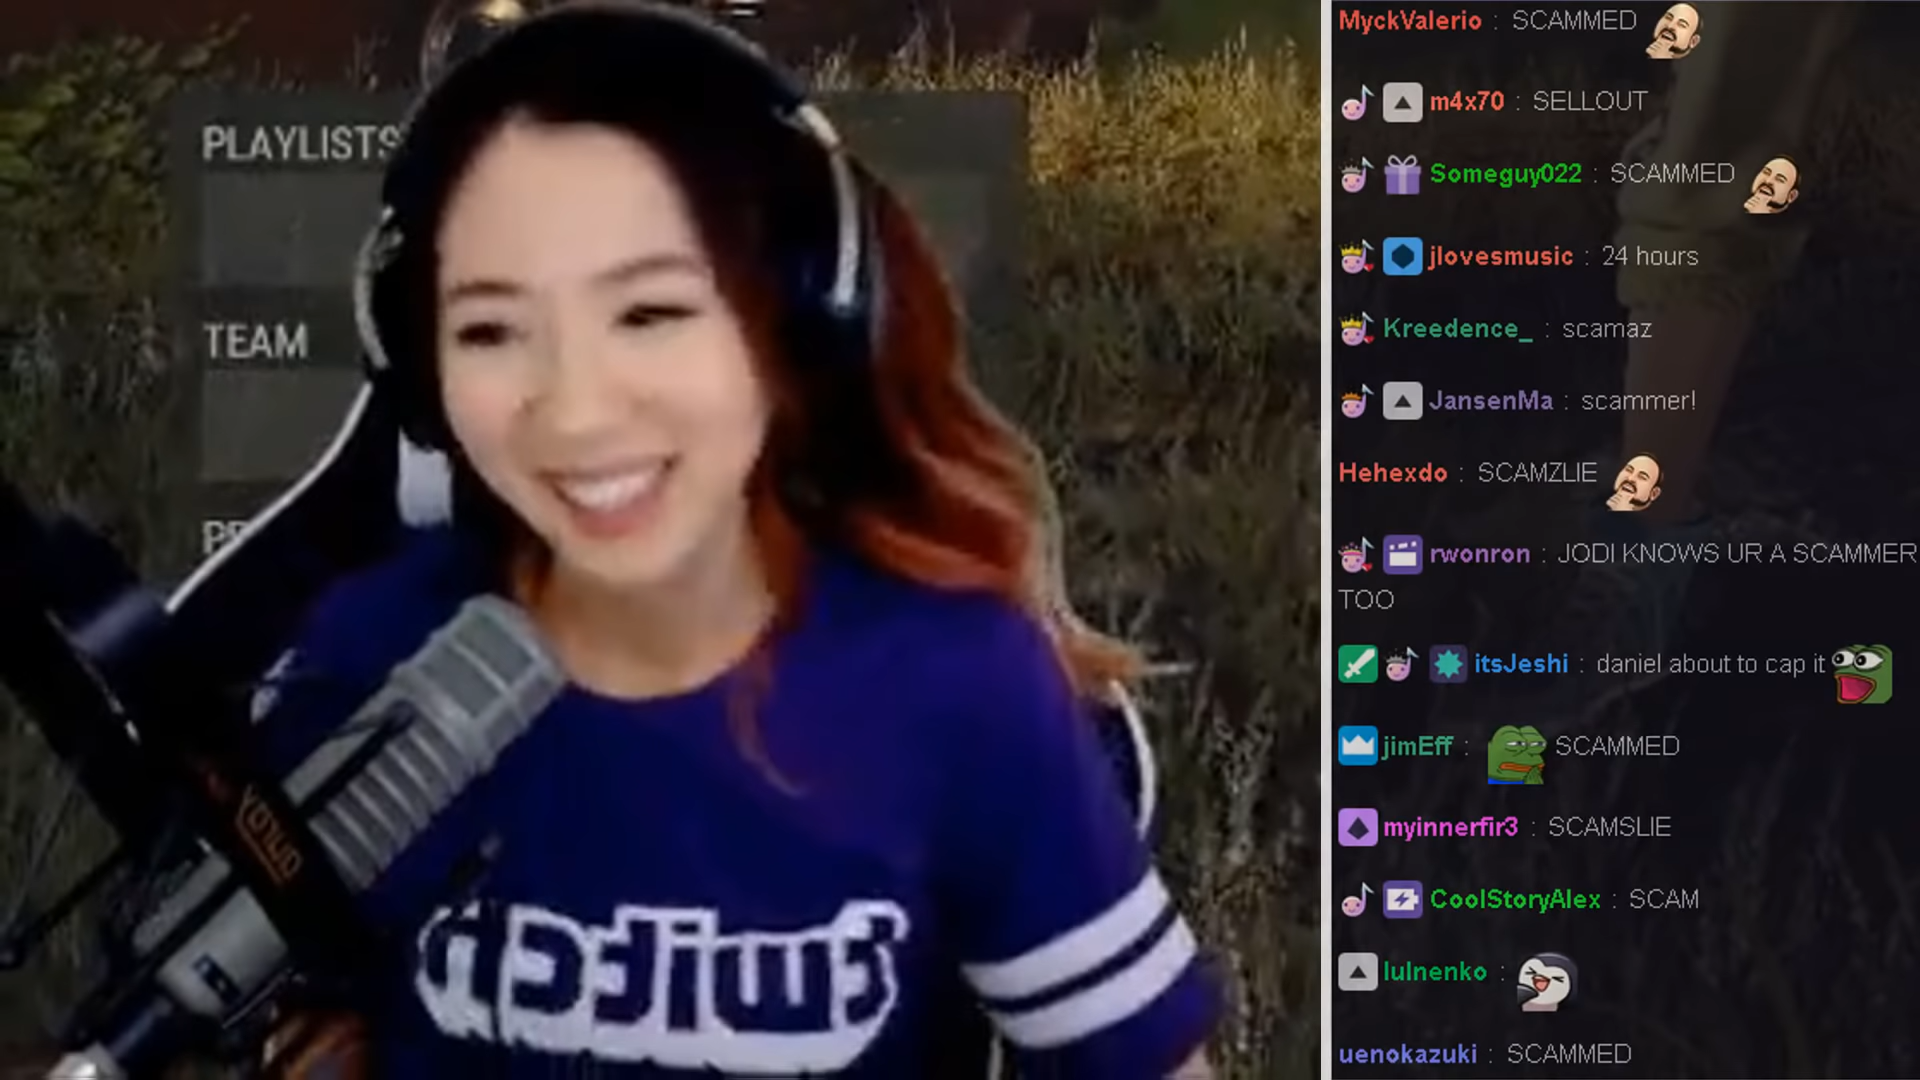 PLAYLISTS
TEAM
MyckValerio : SCAMMED
m4x70 : SELLOUT
Someguy022 : SCAMMED
jlovesmusic : 24 hours
Kreedence_ : scamaz
JansenMa : scammer!
Hehexdo : SCAMZLIE
rwonron : JODI KNOWS UR A SCAMMER
TOO
itsJeshi : daniel about to cap it
jimEff : SCAMMED
myinnerfir3 : SCAMSLIE
CoolStoryAlex : SCAM
lulnenko :
uenokazuki : SCAMMED
twitch